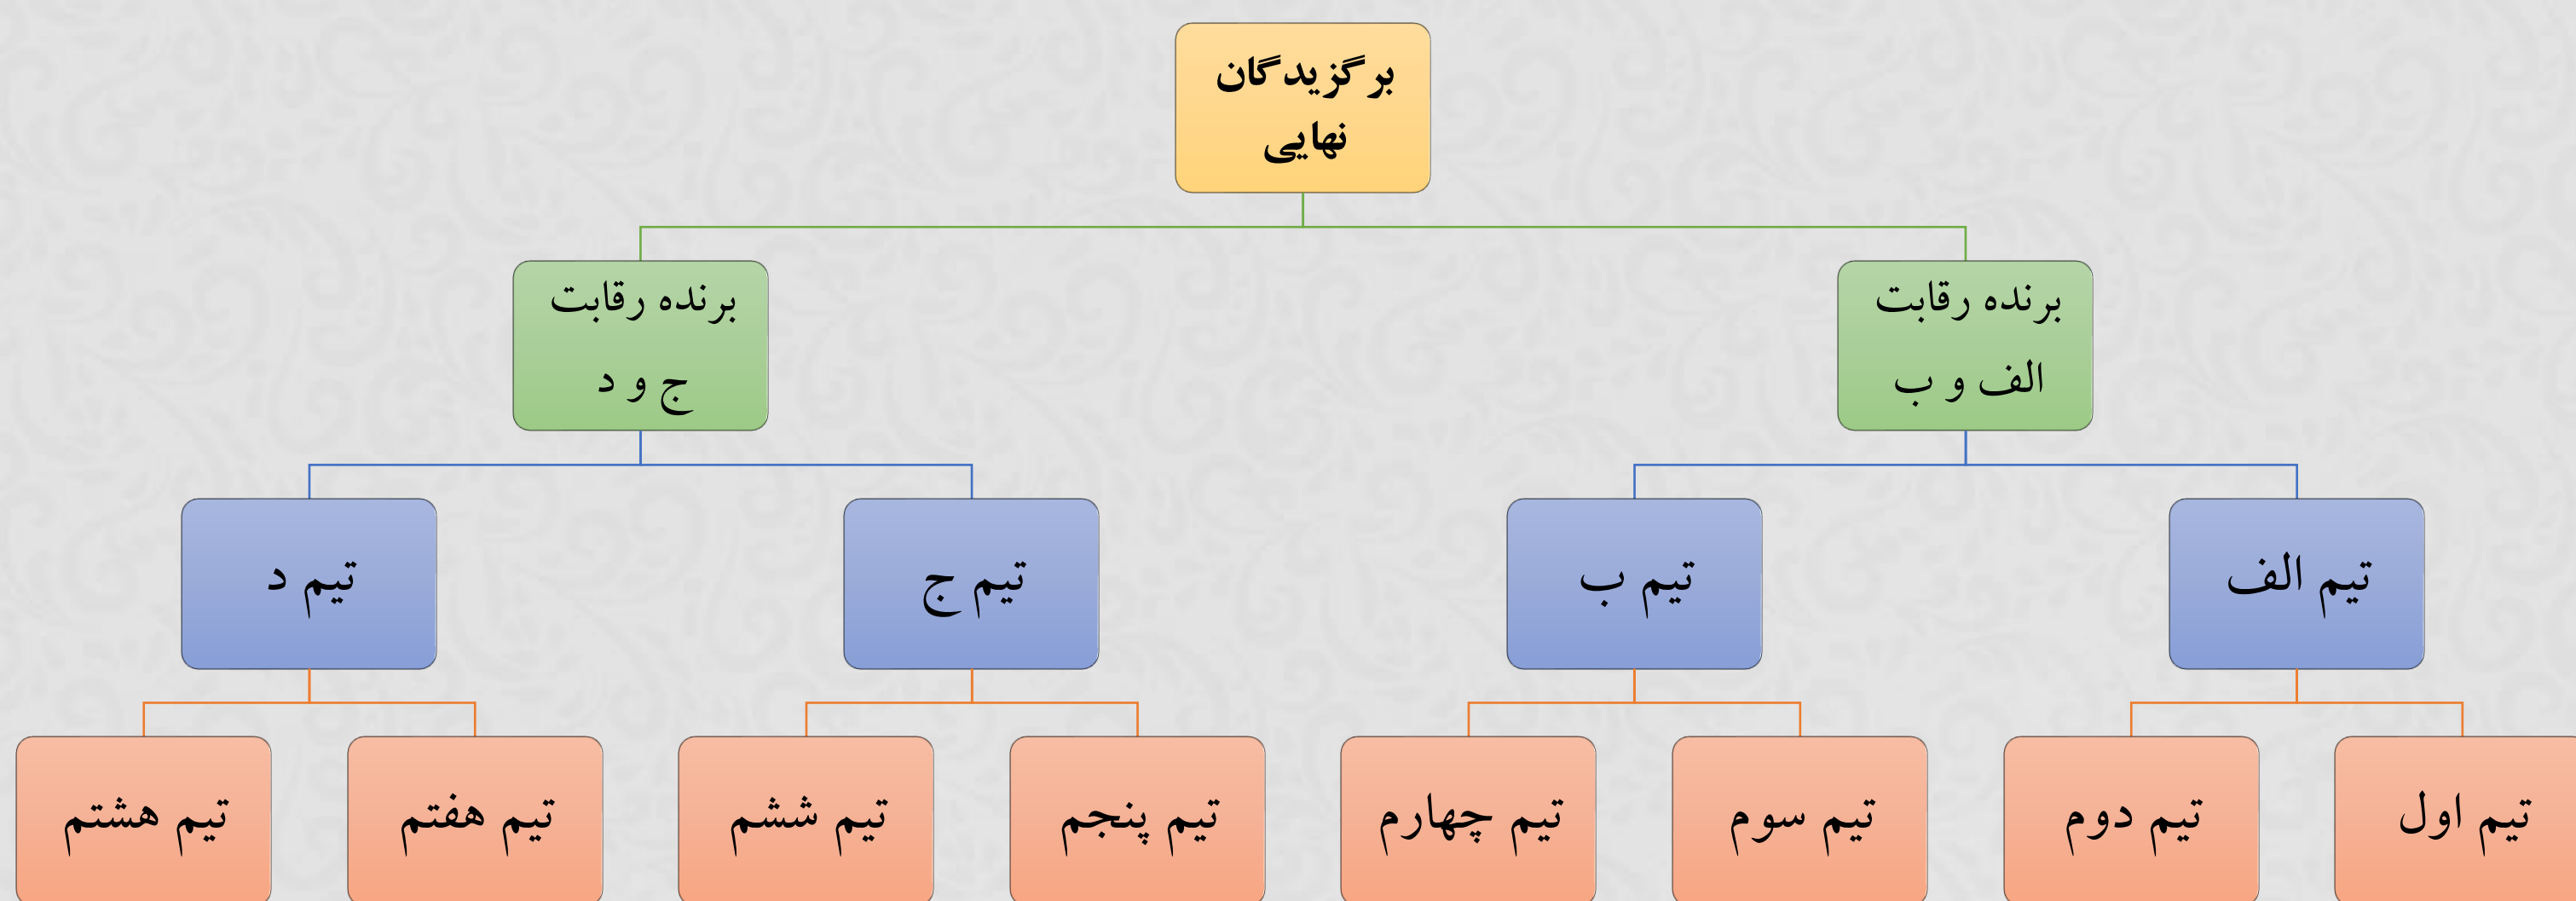 برگزیدگان
نهایی
برنده رقابت
الف و ب
برنده رقابت
ج و د
تیم الف
تیم ب
تیم ج
تیم د
تیم اول
تیم دوم
تیم سوم
تیم چهارم
تیم پنجم
تیم ششم
تیم هفتم
تیم هشتم